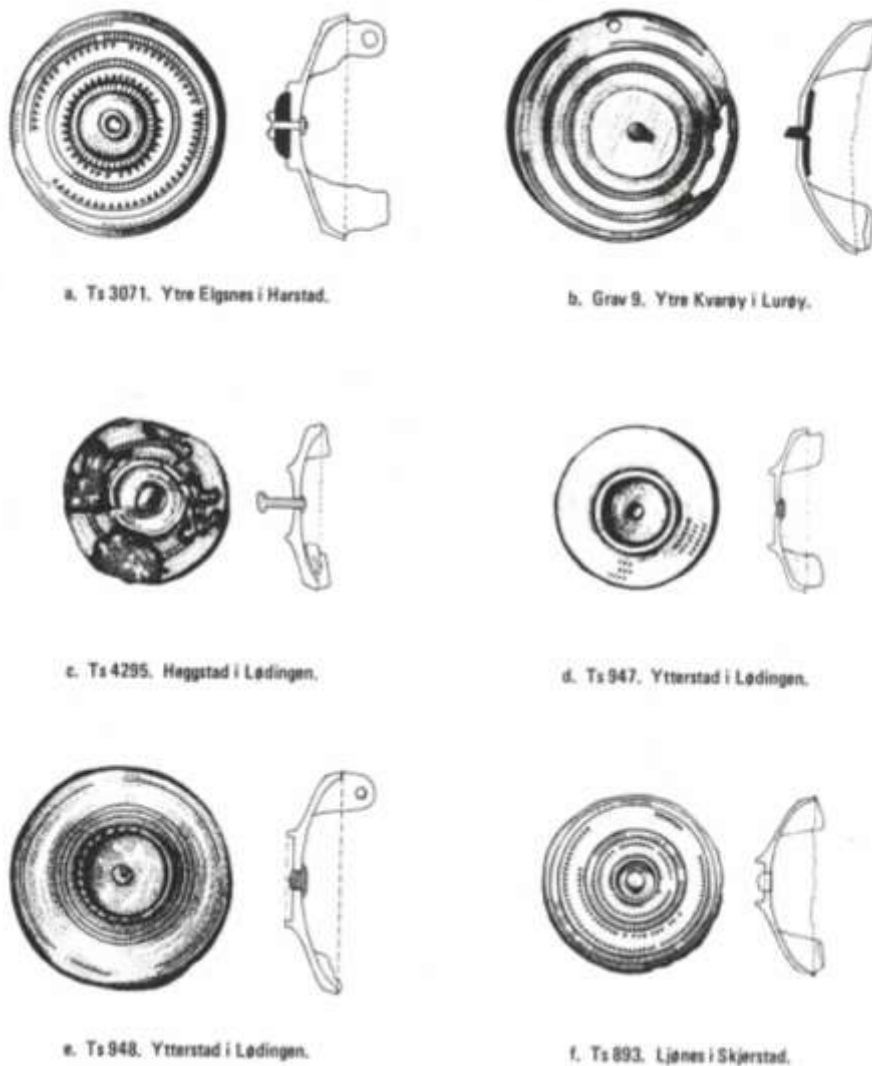 a. Ts 3071. Ytre Elgsnes i Harstad.
b. Grav 9. Ytre Kvarøy i Lurøy.
c. Ts 4295. Heggstad i Lødingen.
d. Ts 947. Ytterstad i Lødingen.
e. Ts 948. Ytterstad i Lødingen.
f. Ts 893. Ljønes i Skjerstad.